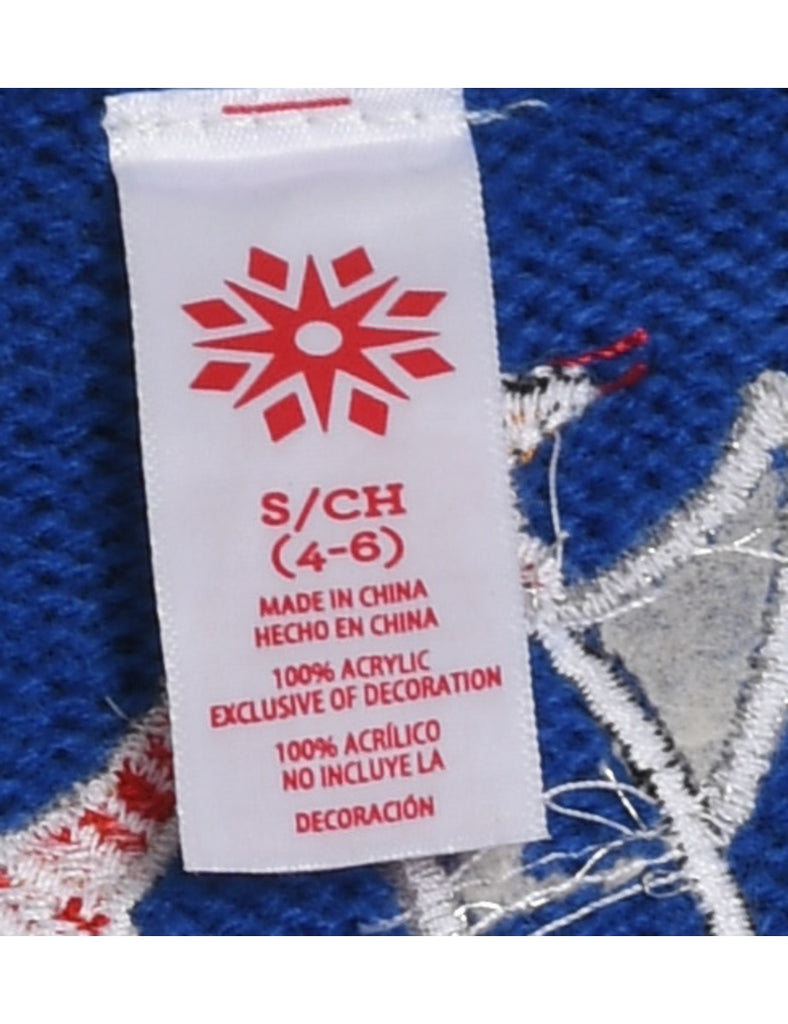 S/CH
(4-6)
MADE IN CHINA
HECHO EN CHINA
100% ACRYLIC
EXCLUSIVE OF DECORATION
100% ACRÍLICO
NO INCLUYE LA
DECORACIÓN